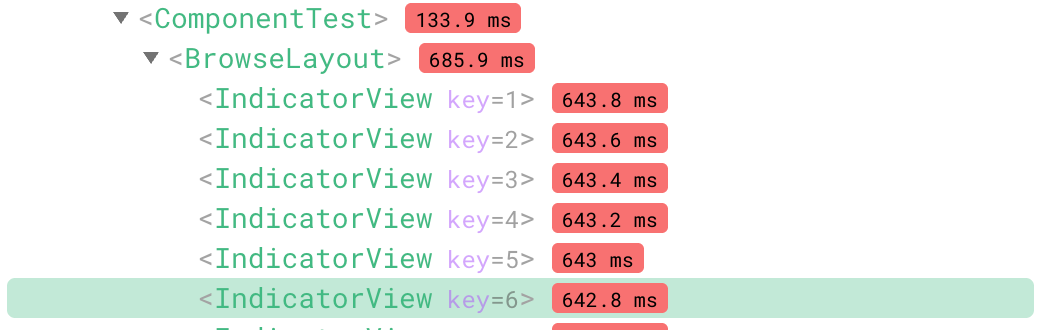 <ComponentTest> 133.9 ms
<BrowseLayout> 685.9 ms
<IndicatorView key=1> 643.8 ms
<IndicatorView key=2> 643.6 ms
<IndicatorView key=3> 643.4 ms
<IndicatorView key=4> 643.2 ms
<IndicatorView key=5> 643 ms
<IndicatorView key=6> 642.8 ms